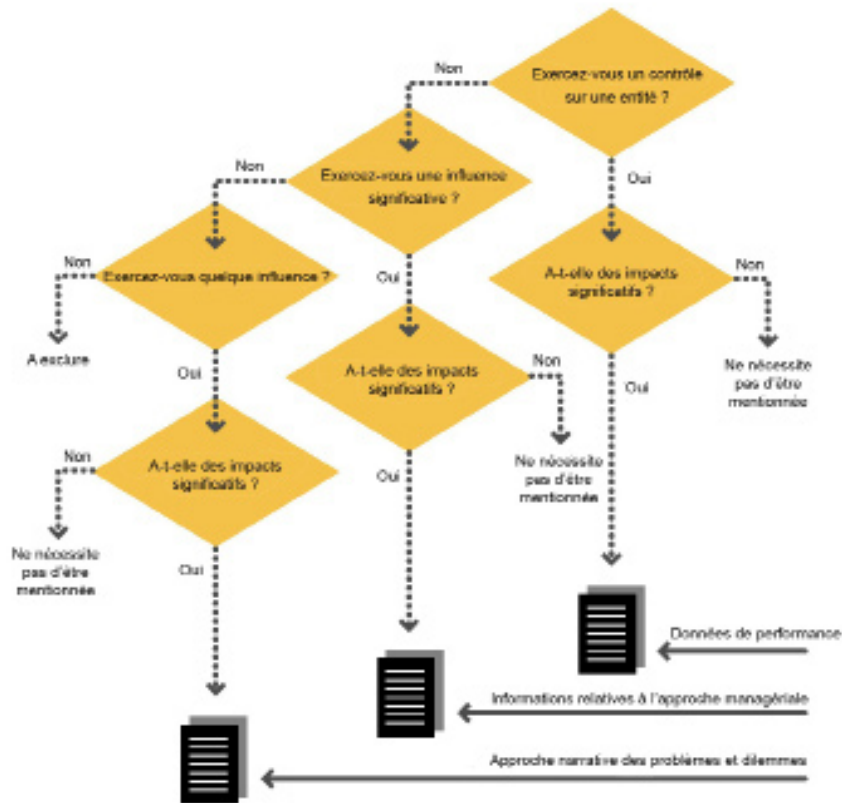 Exercez-vous un contrôle
sur une entité ?
Non
Oui
Exercez-vous une influence
significative ?
Non
Oui
A-t-elle des impacts
significatifs ?
Non
Oui
Ne nécessite
pas d'être
mentionnée
Exercez-vous quelque influence ?
Non
Oui
A exclure
A-t-elle des impacts
significatifs ?
Non
Oui
Ne nécessite
pas d'être
mentionnée
A-t-elle des impacts
significatifs ?
Non
Oui
Ne nécessite
pas d'être
mentionnée
Données de performance
Informations relatives à l'approche managériale
Approche narrative des problèmes et dilemmes